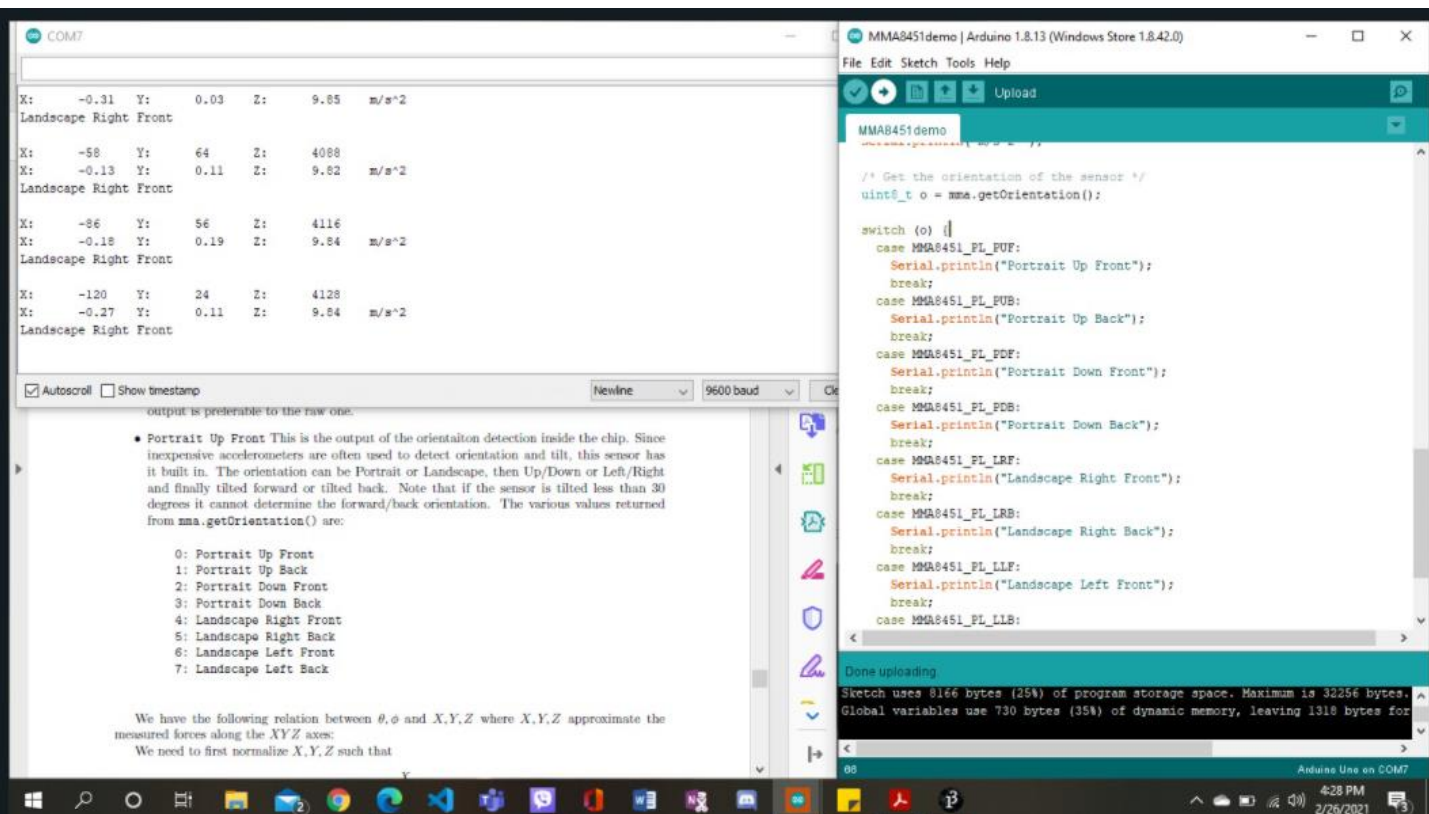 COM7
X: -0.31 Y: 0.03 Z: 9.85 m/s^2
Landscape Right Front
X: -58 Y: 64 Z: 4088
X: -0.13 Y: 0.11 Z: 9.82 m/s^2
Landscape Right Front
X: -86 Y: 56 Z: 4116
X: -0.18 Y: 0.19 Z: 9.84 m/s^2
Landscape Right Front
X: -120 Y: 24 Z: 4128
X: -0.27 Y: 0.11 Z: 9.84 m/s^2
Landscape Right Front
Autoscroll Show timestamp Newline 9600 baud
output is preferable to the raw one.
• Portrait Up Front This is the output of the orientaiton detection inside the chip. Since
inexpensive accelerometers are often used to detect orientation and tilt, this sensor has
it built in. The orientation can be Portrait or Landscape, then Up/Down or Left/Right
and finally tilted forward or tilted back. Note that if the sensor is tilted less than 30
degrees it cannot determine the forward/back orientation. The various values returned
from mma.getOrientation() are:
0: Portrait Up Front
1: Portrait Up Back
2: Portrait Down Front
3: Portrait Down Back
4: Landscape Right Front
5: Landscape Right Back
6: Landscape Left Front
7: Landscape Left Back
We have the following relation between θ, ϕ and X, Y, Z where X, Y, Z approximate the
measured forces along the XYZ axes:
We need to first normalize X, Y, Z such that
MMA8451demo | Arduino 1.8.13 (Windows Store 1.8.42.0)
File Edit Sketch Tools Help
Upload
MMA8451demo
/* Get the orientation of the sensor */
uint8_t o = mma.getOrientation();
switch (o) {
case MMA8451_PL_PUF:
Serial.println("Portrait Up Front");
break;
case MMA8451_PL_PUB:
Serial.println("Portrait Up Back");
break;
case MMA8451_PL_PDF:
Serial.println("Portrait Down Front");
break;
case MMA8451_PL_PDB:
Serial.println("Portrait Down Back");
break;
case MMA8451_PL_LRF:
Serial.println("Landscape Right Front");
break;
case MMA8451_PL_LRB:
Serial.println("Landscape Right Back");
break;
case MMA8451_PL_LLF:
Serial.println("Landscape Left Front");
break;
case MMA8451_PL_LLB:
Done uploading.
Sketch uses 8166 bytes (25%) of program storage space. Maximum is 32256 bytes.
Global variables use 730 bytes (35%) of dynamic memory, leaving 1318 bytes for
Arduino Uno on COM7
4:28 PM
2/26/2021